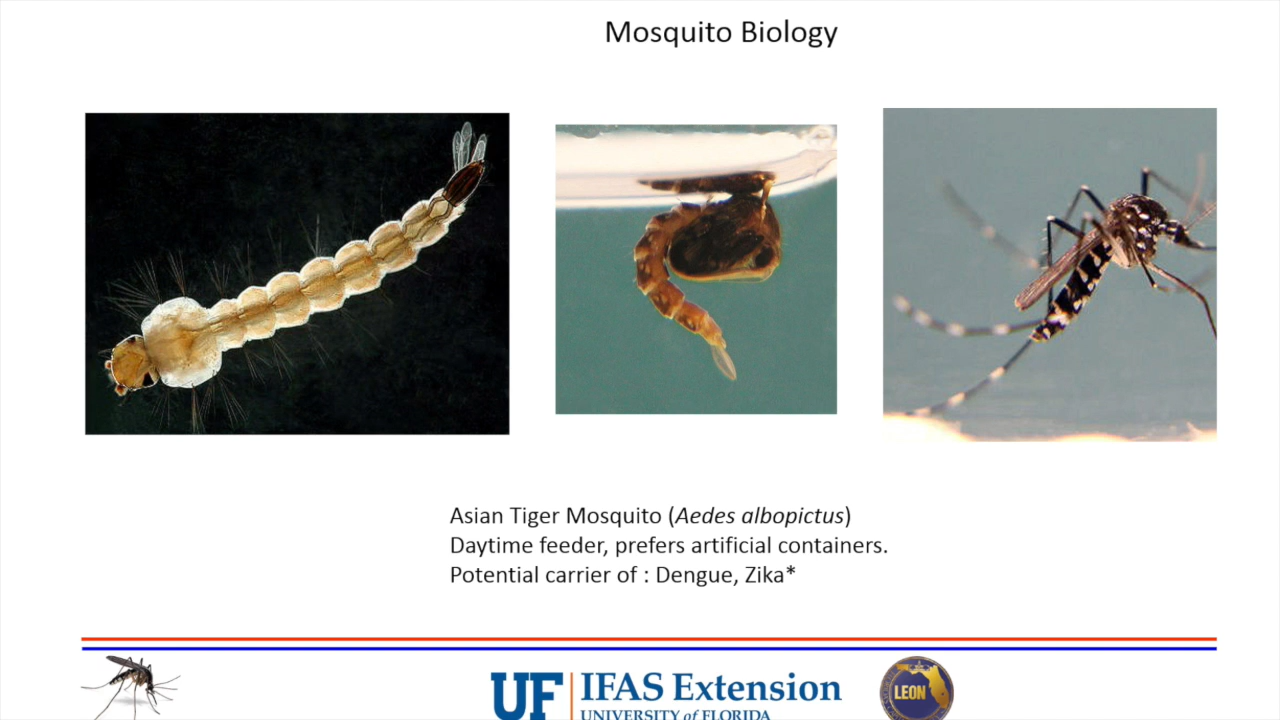 Mosquito Biology
Asian Tiger Mosquito (Aedes albopictus)
Daytime feeder, prefers artificial containers.
Potential carrier of : Dengue, Zika*
UF IFAS Extension
UNIVERSITY of FLORIDA
LEON